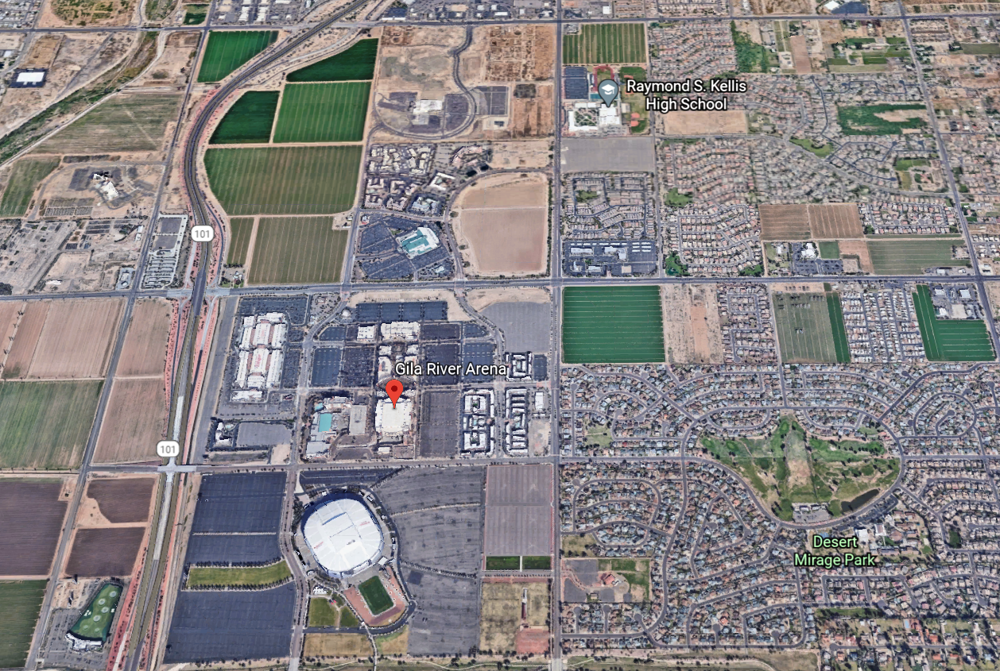 Raymond S. Kellis
High School
101
Gila River Arena
101
Desert
Mirage Park